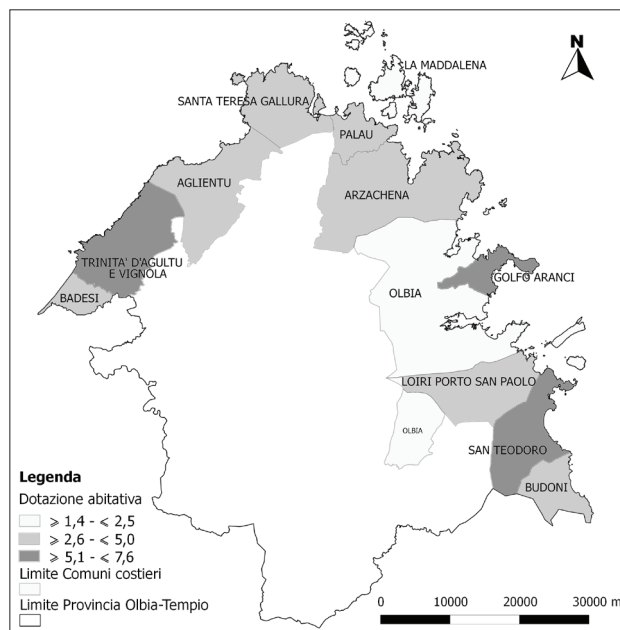 N
LA MADDALENA
SANTA TERESA GALLURA
PALAU
AGLIENTU
ARZACHENA
TRINITA' D'AGULTU
E VIGNOLA
GOLFO ARANCI
BADESI
OLBIA
LOIRI PORTO SAN PAOLO
OLBIA
SAN TEODORO
BUDONI
Legenda
Dotazione abitativa
⩾ 1,4 - ⩽ 2,5
⩾ 2,6 - ⩽ 5,0
⩾ 5,1 - ⩽ 7,6
Limite Comuni costieri
Limite Provincia Olbia-Tempio
0 10000 20000 30000 m